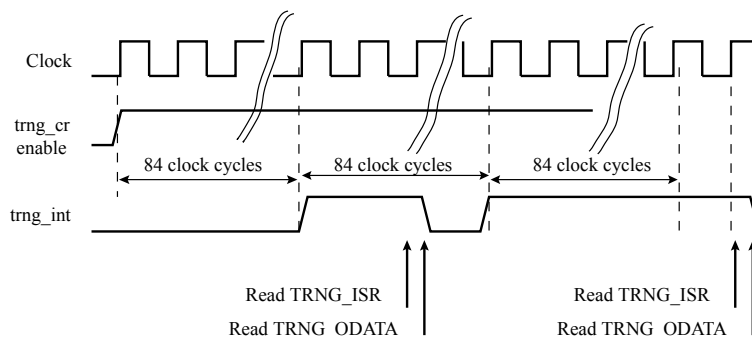 Clock
trng_cr
enable
84 clock cycles 84 clock cycles 84 clock cycles
trng_int
Read TRNG_ISR Read TRNG_ISR
Read TRNG_ODATA Read TRNG_ODATA